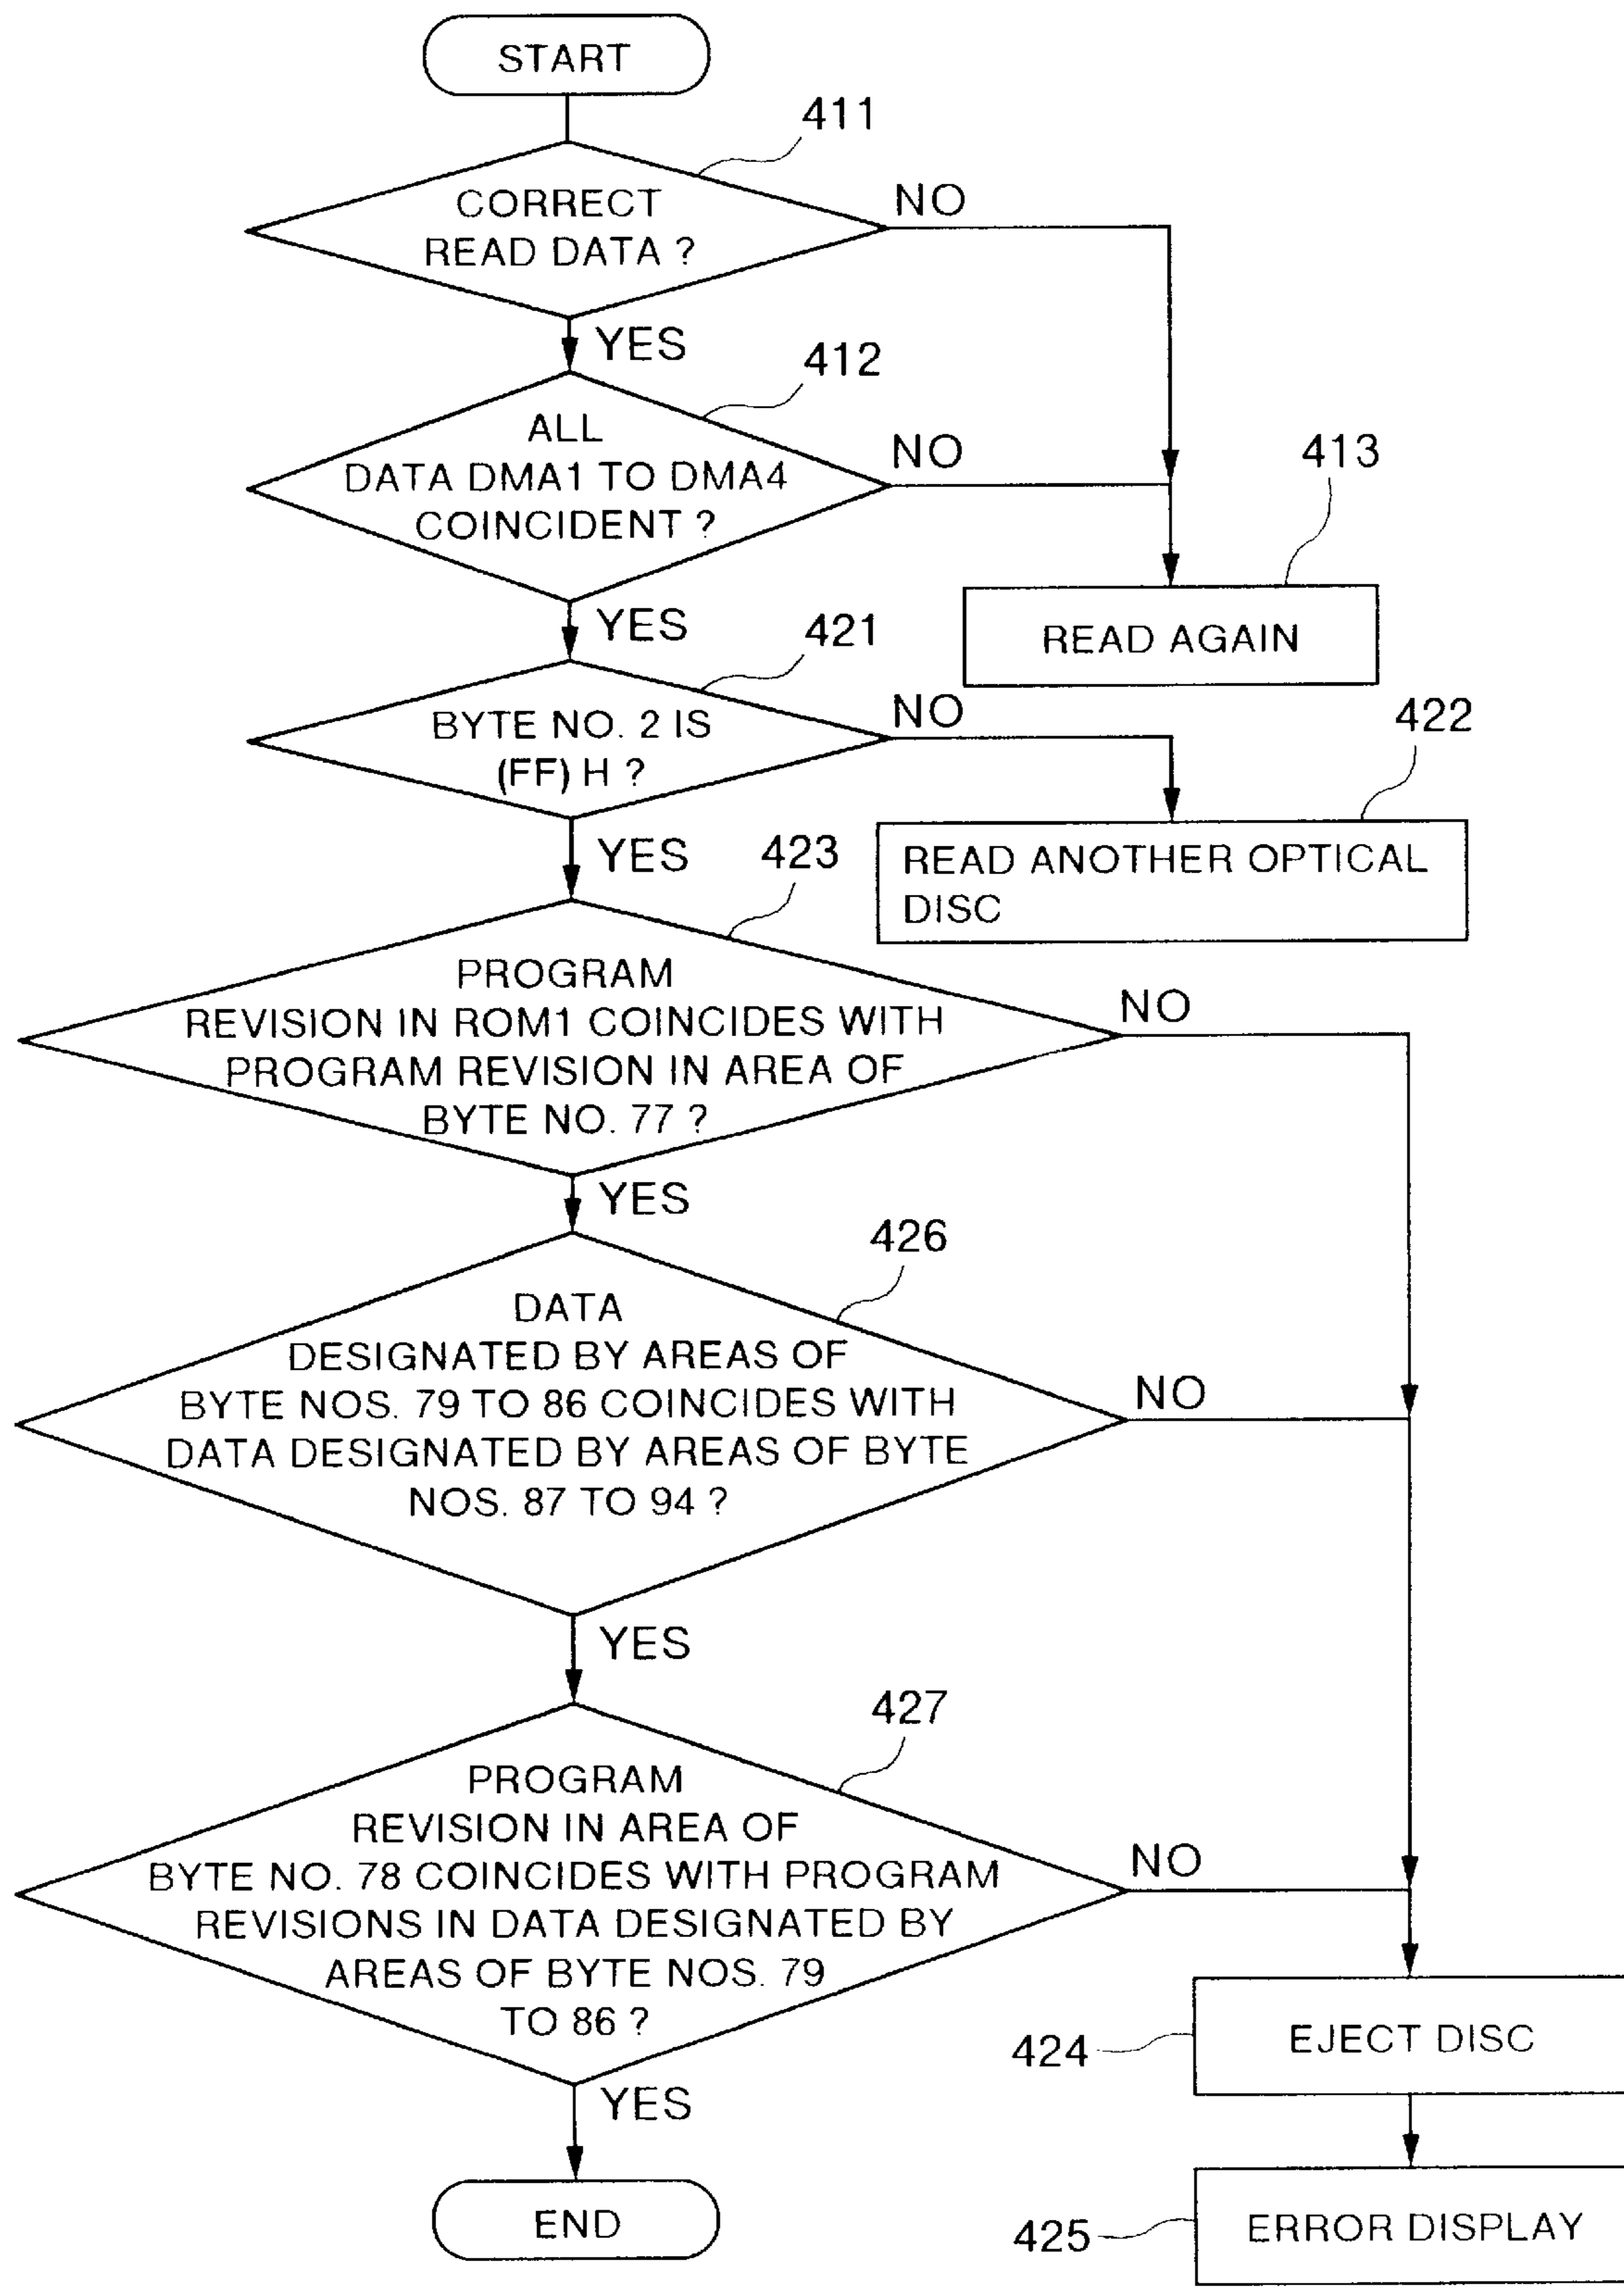 START
411
CORRECT
READ DATA ?
NO
YES
412
ALL
DATA DMA1 TO DMA4
COINCIDENT ?
NO
413
READ AGAIN
YES
421
BYTE NO. 2 IS
(FF) H ?
NO
422
READ ANOTHER OPTICAL
DISC
YES
423
PROGRAM
REVISION IN ROM1 COINCIDES WITH
PROGRAM REVISION IN AREA OF
BYTE NO. 77 ?
NO
YES
426
DATA
DESIGNATED BY AREAS OF
BYTE NOS. 79 TO 86 COINCIDES WITH
DATA DESIGNATED BY AREAS OF BYTE
NOS. 87 TO 94 ?
NO
YES
427
PROGRAM
REVISION IN AREA OF
BYTE NO. 78 COINCIDES WITH PROGRAM
REVISIONS IN DATA DESIGNATED BY
AREAS OF BYTE NOS. 79
TO 86 ?
NO
424
EJECT DISC
YES
END
425
ERROR DISPLAY